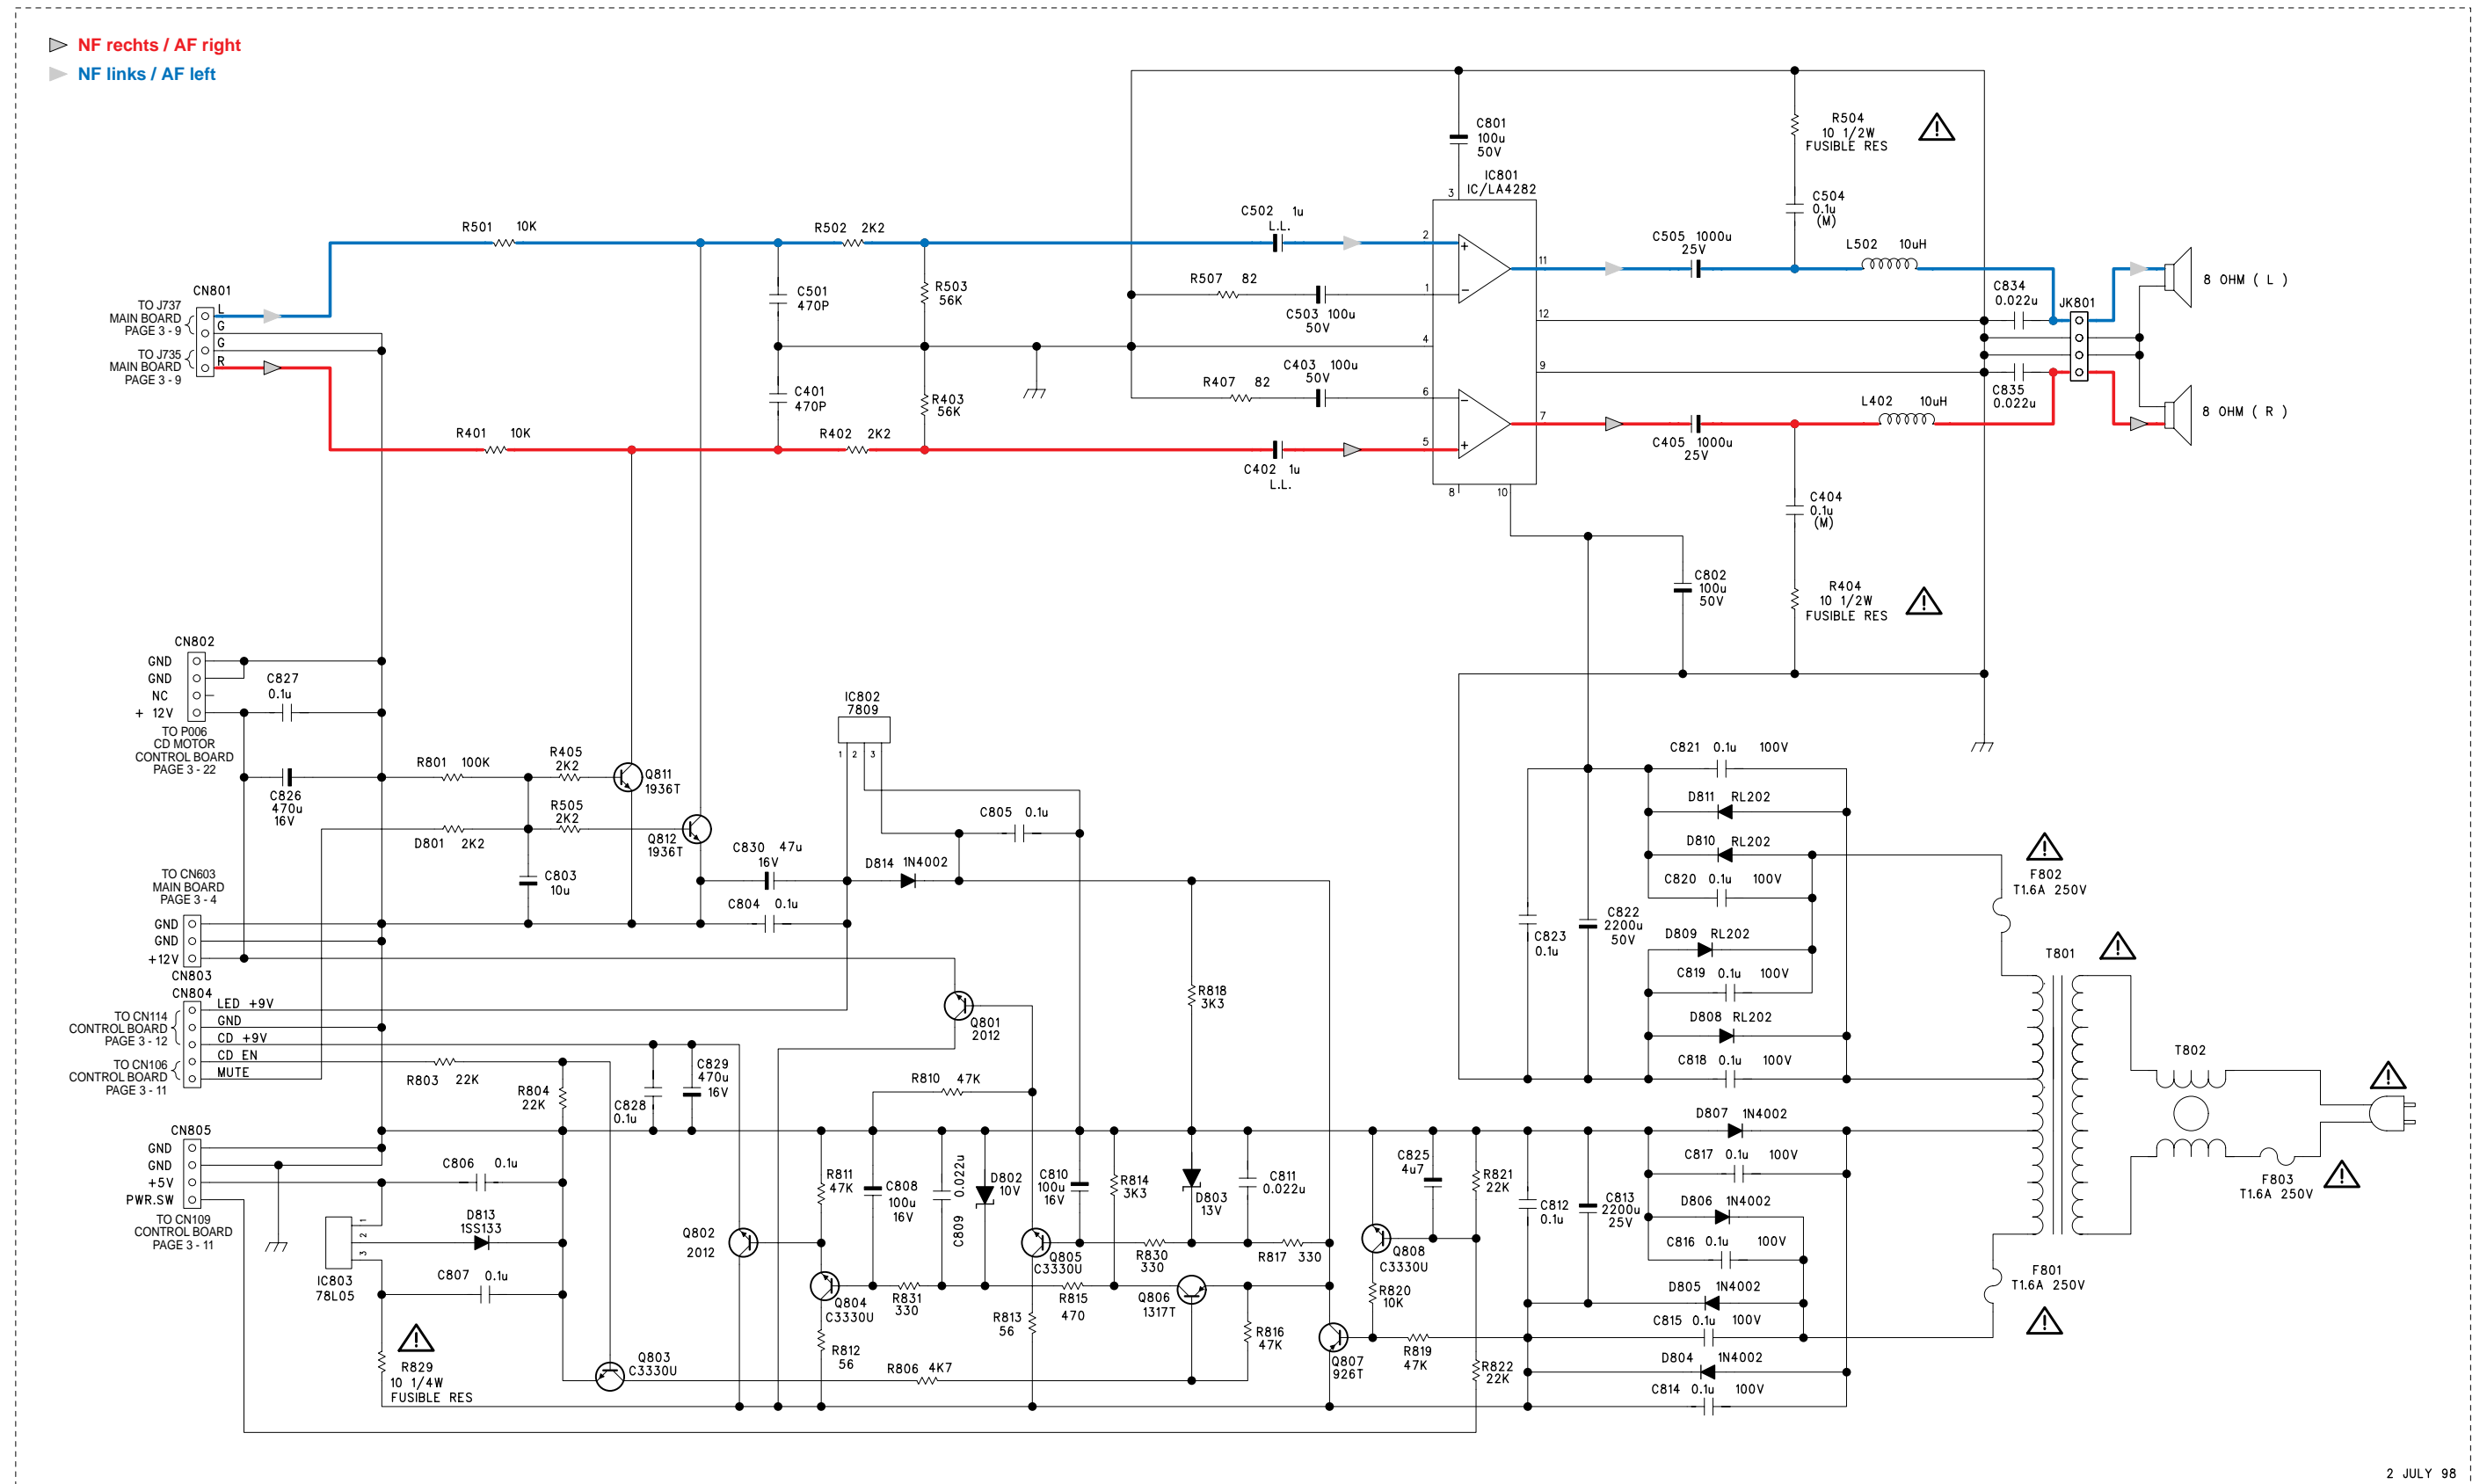 NF rechts / AF right
NF links / AF left
C801
100u
50V
R504
10 1/2W
FUSIBLE RES
IC801
IC/LA4282
3
C504
0.1u
(M)
R501 10K
R502 2K2
C502 1u
L.L.
2
+
C505 1000u
25V
L502 10uH
11
CN801
TO J737
MAIN BOARD
PAGE 3 - 9
L
G
G
R
TO J735
MAIN BOARD
PAGE 3 - 9
C501
470P
R503
56K
R507 82
C503 100u
50V
1
−
12
C834
0.022u
JK801
8 OHM ( L )
4
C403 100u
50V
9
C401
470P
R403
56K
R407 82
6
−
C835
0.022u
L402 10uH
8 OHM ( R )
7
R401 10K
R402 2K2
C402 1u
L.L.
5
+
C405 1000u
25V
8
10
C404
0.1u
(M)
C802
100u
50V
R404
10 1/2W
FUSIBLE RES
CN802
GND
GND
NC
+ 12V
C827
0.1u
TO P006
CD MOTOR
CONTROL BOARD
PAGE 3 - 22
IC802
7809
1
2
3
C826
470u
16V
R801 100K
R405
2K2
Q811
1936T
R505
2K2
D801 2K2
Q812
1936T
C803
10u
C830 47u
16V
C804 0.1u
D814 1N4002
C805 0.1u
C821 0.1u 100V
D811 RL202
D810 RL202
C820 0.1u 100V
C823
0.1u
C822
2200u
50V
D809 RL202
C819 0.1u 100V
D808 RL202
C818 0.1u 100V
F802
T1.6A 250V
T801
TO CN603
MAIN BOARD
PAGE 3 - 4
GND
GND
+12V
CN803
CN804
LED +9V
GND
CD +9V
CD EN
MUTE
TO CN114
CONTROL BOARD
PAGE 3 - 12
TO CN106
CONTROL BOARD
PAGE 3 - 11
Q801
2012
R818
3K3
R803 22K
R804
22K
C828
0.1u
C829
470u
16V
R810 47K
T802
CN805
GND
GND
+5V
PWR.SW
TO CN109
CONTROL BOARD
PAGE 3 - 11
C806 0.1u
D813
1SS133
1
2
3
IC803
78L05
C807 0.1u
Q802
2012
R811
47K
C808
100u
16V
C809 0.022u
D802
10V
C810
100u
16V
R814
3K3
D803
13V
C811
0.022u
C825
4u7
R821
22K
C812
0.1u
C813
2200u
25V
D807 1N4002
C817 0.1u 100V
D806 1N4002
C816 0.1u 100V
D805 1N4002
C815 0.1u 100V
D804 1N4002
C814 0.1u 100V
F803
T1.6A 250V
F801
T1.6A 250V
Q805
C3330U
R830
330
R817 330
Q808
C3330U
Q804
C3330U
R831
330
R815
470
Q806
1317T
R820
10K
R813
56
R812
56
R816
47K
Q807
926T
R819
47K
R822
22K
R829
10 1/4W
FUSIBLE RES
Q803
C3330U
R806 4K7
2 JULY 98